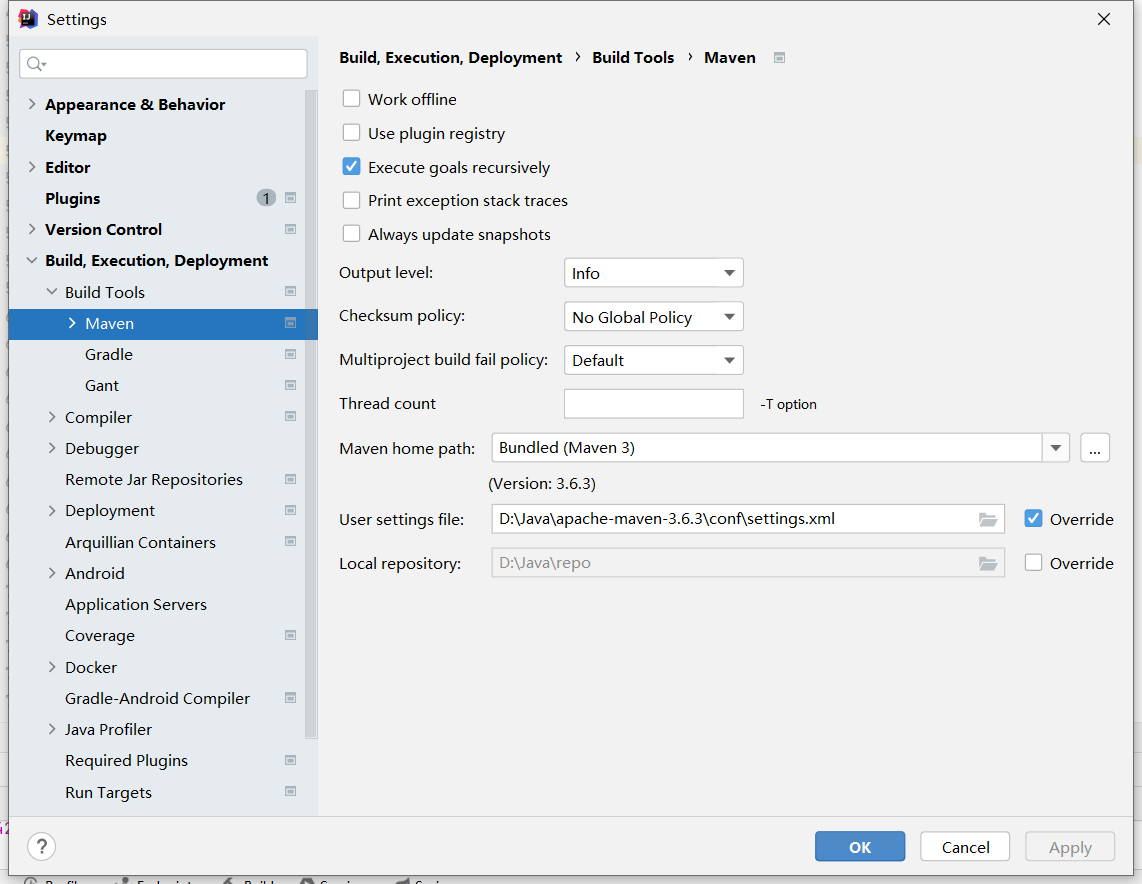 Settings
Build, Execution, Deployment › Build Tools › Maven
Appearance & Behavior
Keymap
Editor
Plugins 1
Version Control
Build, Execution, Deployment
Build Tools
Maven
Gradle
Gant
Compiler
Debugger
Remote Jar Repositories
Deployment
Arquillian Containers
Android
Application Servers
Coverage
Docker
Gradle-Android Compiler
Java Profiler
Required Plugins
Run Targets
Work offline
Use plugin registry
Execute goals recursively
Print exception stack traces
Always update snapshots
Output level: Info
Checksum policy: No Global Policy
Multiproject build fail policy: Default
Thread count -T option
Maven home path: Bundled (Maven 3) ...
(Version: 3.6.3)
User settings file: D:\Java\apache-maven-3.6.3\conf\settings.xml Override
Local repository: D:\Java\repo Override
? OK Cancel Apply